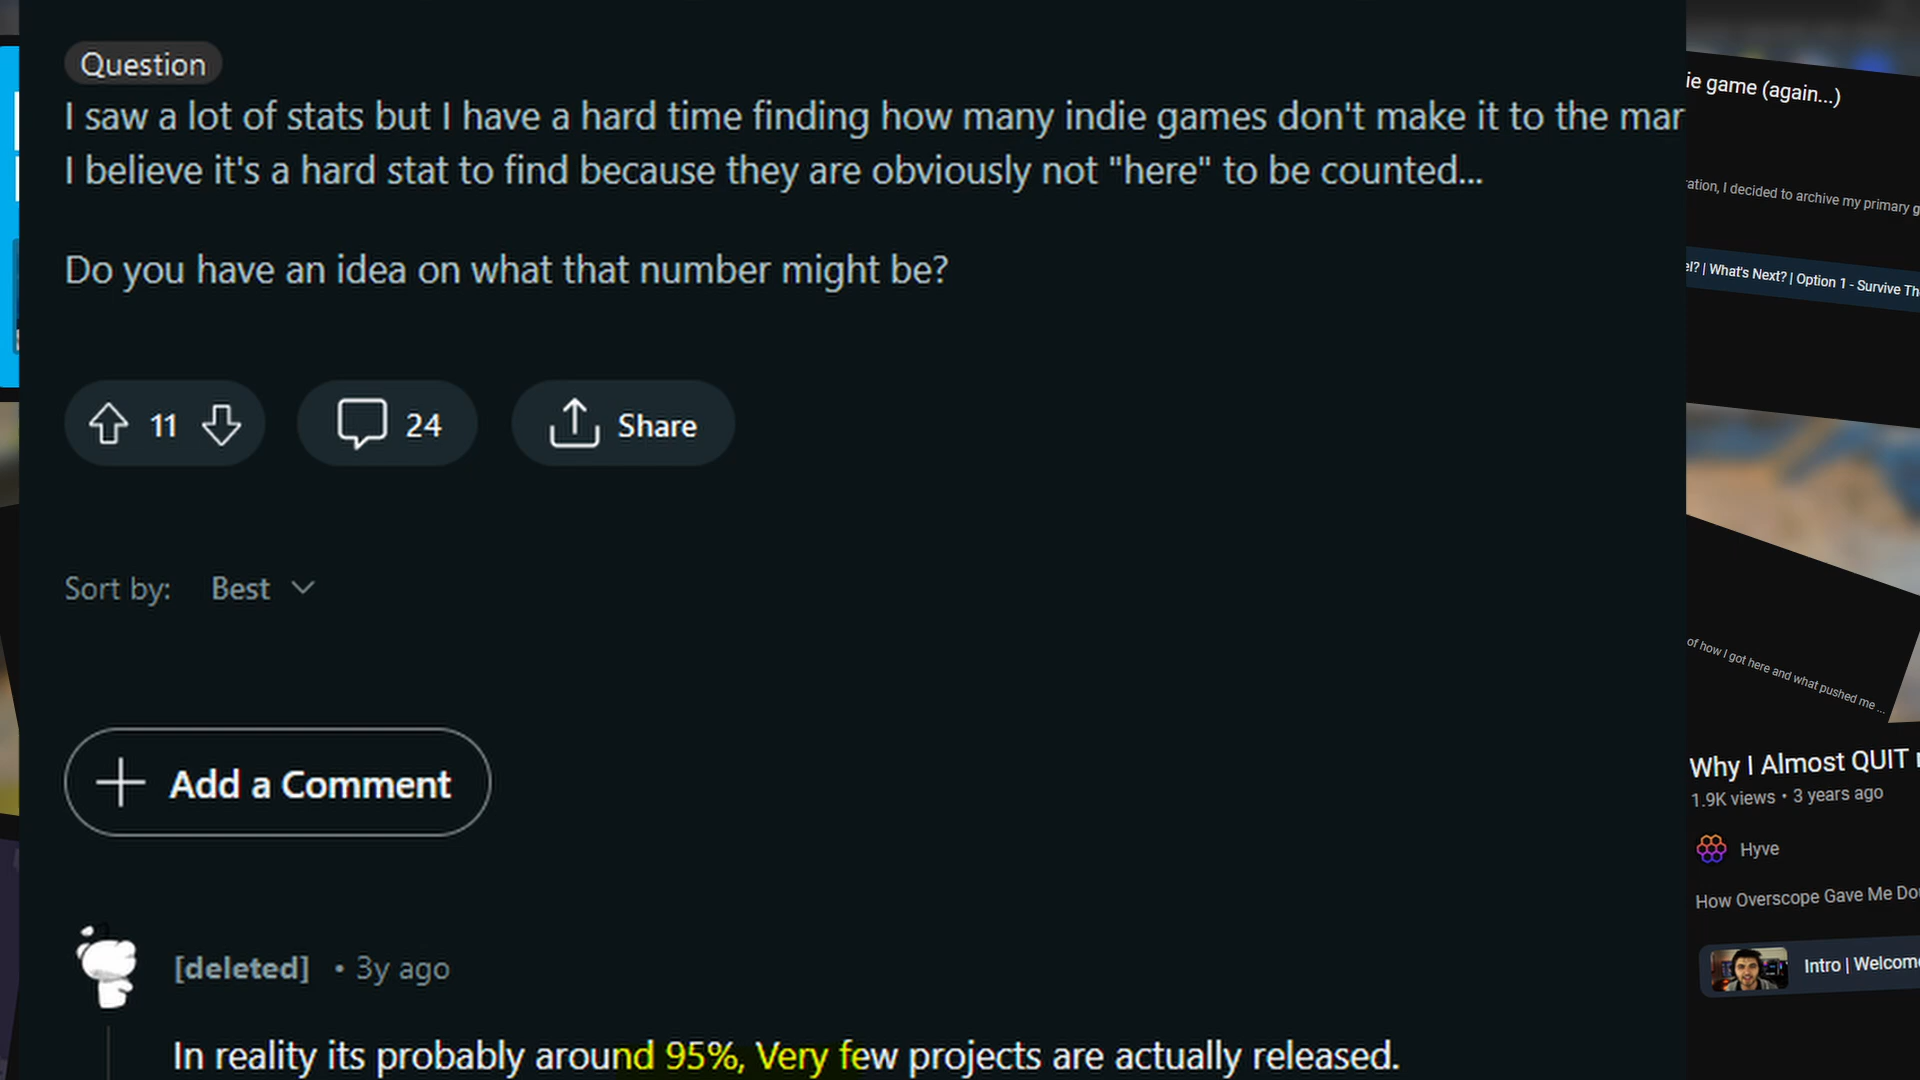 Question
I saw a lot of stats but I have a hard time finding how many indie games don't make it to the mar
I believe it's a hard stat to find because they are obviously not "here" to be counted...
Do you have an idea on what that number might be?
11
24
Share
Sort by: Best
Add a Comment
[deleted] • 3y ago
In reality its probably around 95%, Very few projects are actually released.
ie game (again...)
ration, I decided to archive my primary g
el? | What's Next? | Option 1 - Survive Th
of how I got here and what pushed me ...
Why I Almost QUIT
1.9K views • 3 years ago
Hyve
How Overscope Gave Me Do
Intro | Welcome